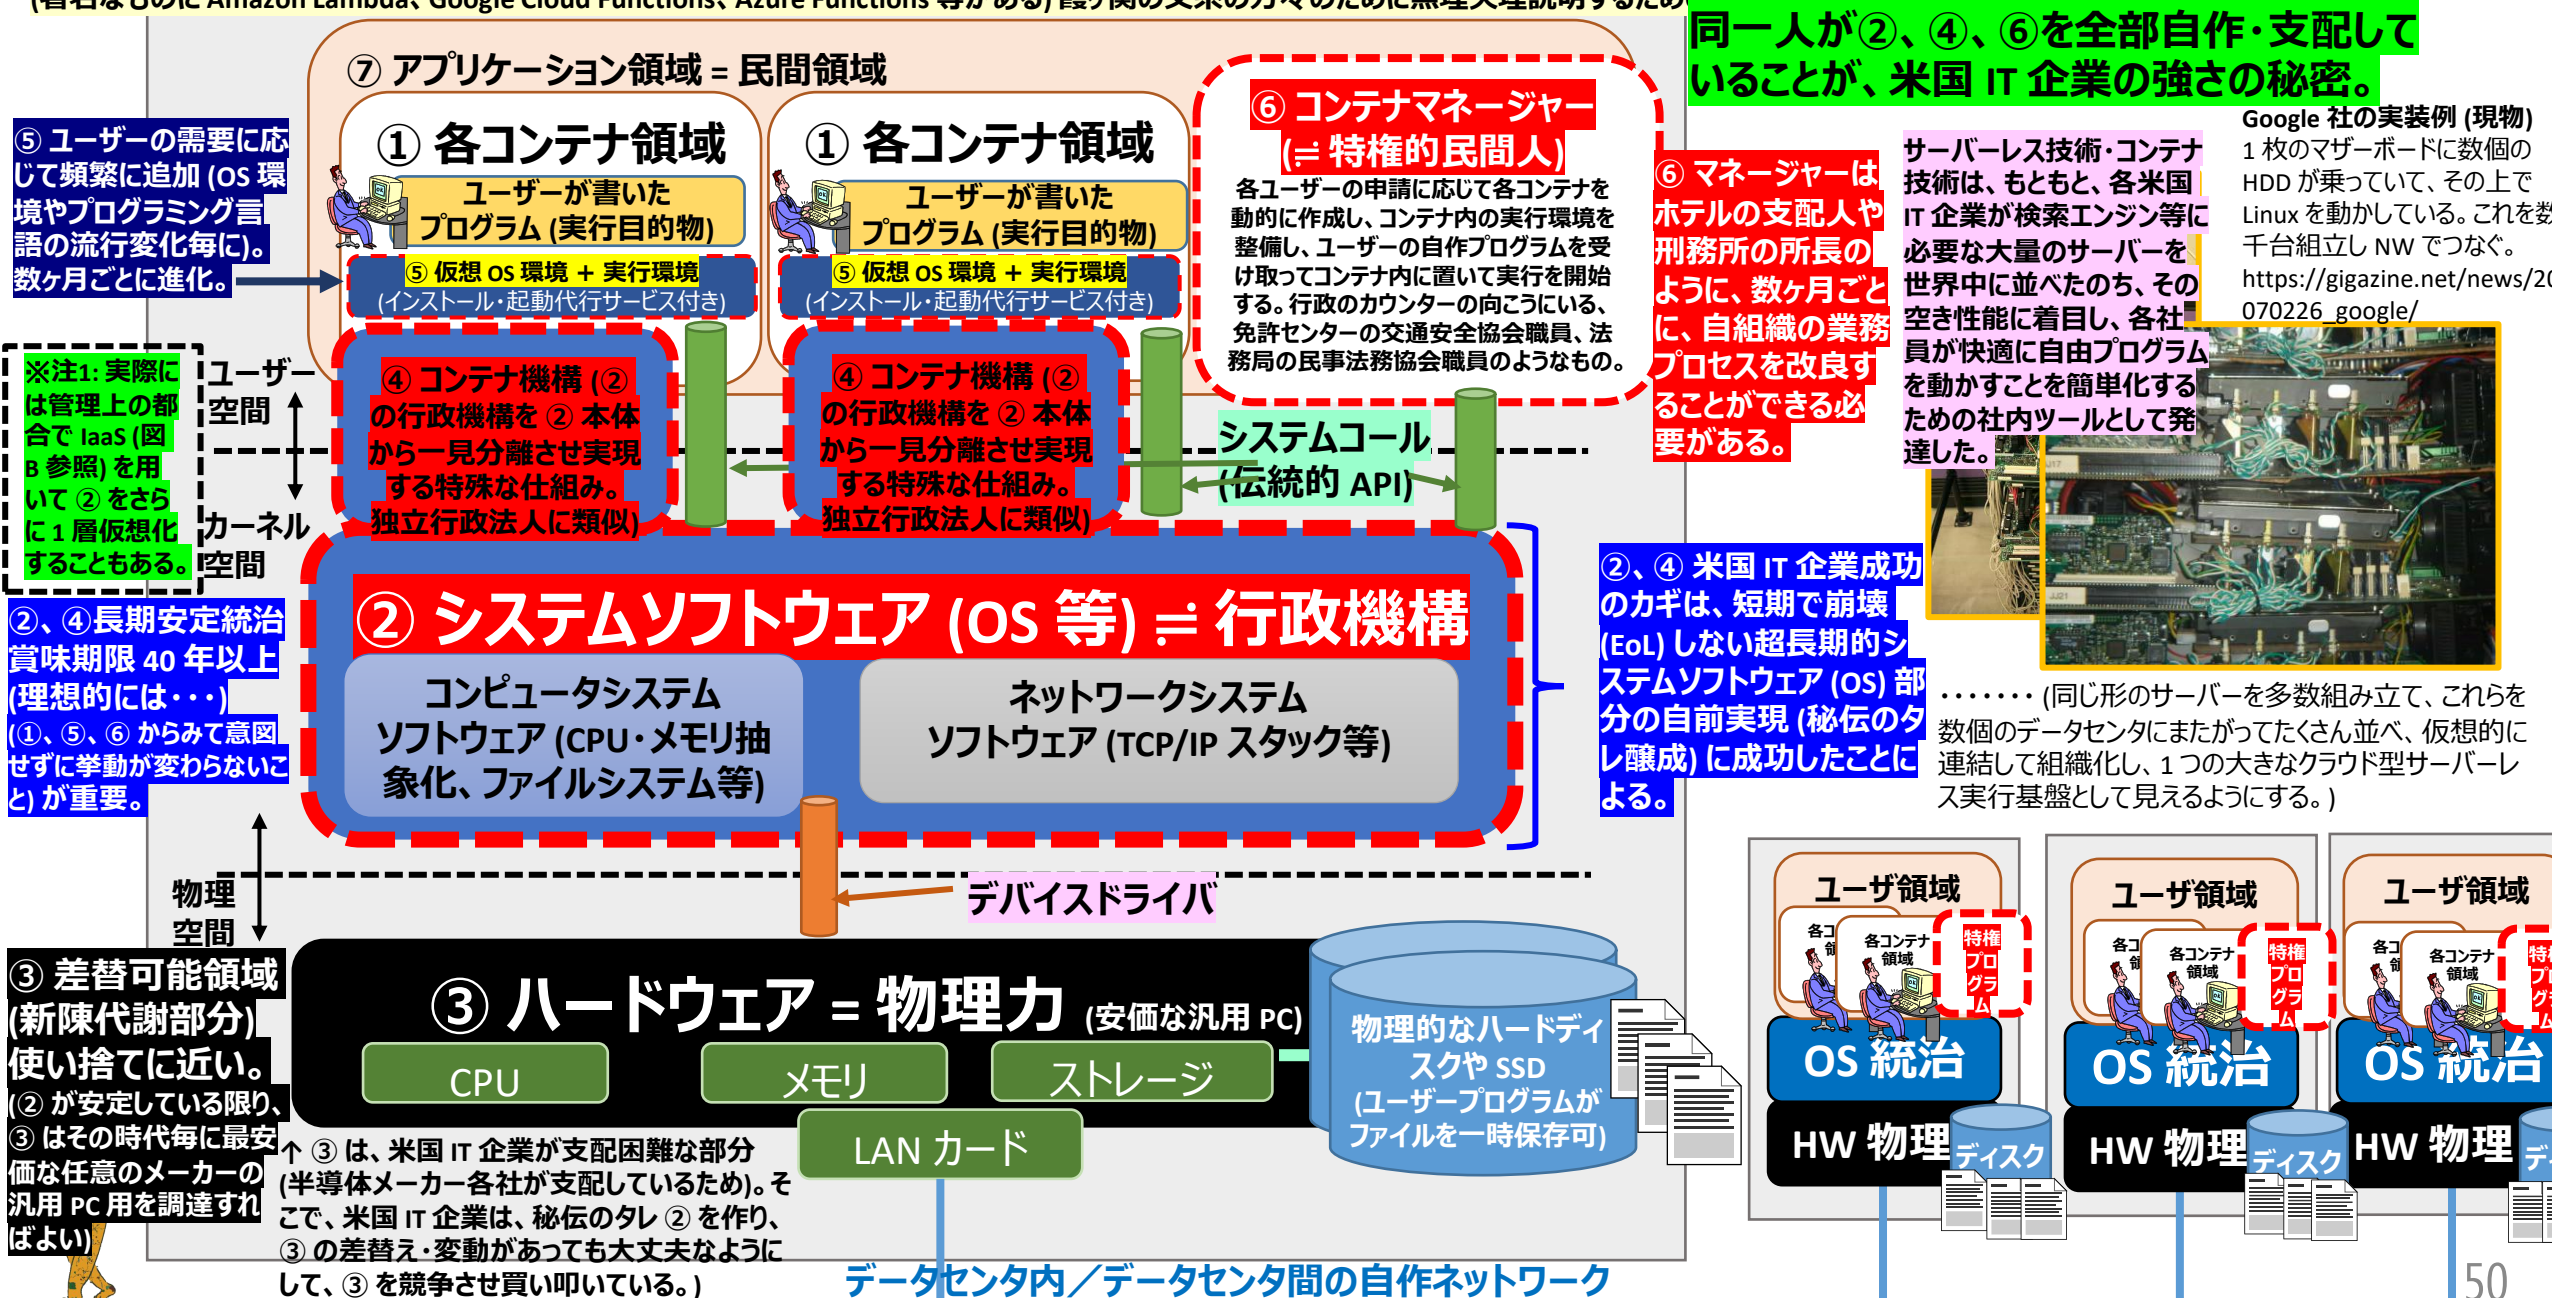 (著名なものに Amazon Lambda、Google Cloud Functions、Azure Functions 等がある) 霞ヶ関の文系の方々のために無理矢理説明するため
同一人が②、④、⑥を全部自作・支配して
いることが、米国 IT 企業の強さの秘密。
⑦ アプリケーション領域 = 民間領域
① 各コンテナ領域
ユーザーが書いた
プログラム (実行目的物)
⑤ 仮想 OS 環境 + 実行環境
(インストール・起動代行サービス付き)
① 各コンテナ領域
ユーザーが書いた
プログラム (実行目的物)
⑤ 仮想 OS 環境 + 実行環境
(インストール・起動代行サービス付き)
⑤ ユーザーの需要に応
じて頻繁に追加 (OS 環
境やプログラミング言
語の流行変化毎に)。
数ヶ月ごとに進化。
⑥ コンテナマネージャー
(≒ 特権的民間人)
各ユーザーの申請に応じて各コンテナを
動的に作成し、コンテナ内の実行環境を
整備し、ユーザーの自作プログラムを受
け取ってコンテナ内に置いて実行を開始
する。行政のカウンターの向こうにいる、
免許センターの交通安全協会職員、法
務局の民事法務協会職員のようなもの。
⑥ マネージャーは
ホテルの支配人や
刑務所の所長の
ように、数ヶ月ごと
に、自組織の業務
プロセスを改良す
ることができる必
要がある。
サーバーレス技術・コンテナ
技術は、もともと、各米国
IT 企業が検索エンジン等に
必要な大量のサーバーを
世界中に並べたのち、その
空き性能に着目し、各社
員が快適に自由プログラム
を動かすことを簡単化する
ための社内ツールとして発
達した。
Google 社の実装例 (現物)
1 枚のマザーボードに数個の
HDD が乗っていて、その上で
Linux を動かしている。これを数
千台組立し NW でつなぐ。
https://gigazine.net/news/20
070226_google/
※注1: 実際に
は管理上の都
合で IaaS (図
B 参照) を用
いて ② をさら
に 1 層仮想化
することもある。
ユーザー
空間
カーネル
空間
④ コンテナ機構 (②
の行政機構を ② 本体
から一見分離させ実現
する特殊な仕組み。
独立行政法人に類似)
④ コンテナ機構 (②
の行政機構を ② 本体
から一見分離させ実現
する特殊な仕組み。
独立行政法人に類似)
システムコール
(伝統的 API)
② システムソフトウェア (OS 等) ≒ 行政機構
コンピュータシステム
ソフトウェア (CPU・メモリ抽
象化、ファイルシステム等)
ネットワークシステム
ソフトウェア (TCP/IP スタック等)
②、④長期安定統治
賞味期限 40 年以上
(理想的には・・・)
(①、⑤、⑥ からみて意図
せずに挙動が変わらないこ
と) が重要。
②、④ 米国 IT 企業成功
のカギは、短期で崩壊
(EoL) しない超長期的シ
ステムソフトウェア (OS) 部
分の自前実現 (秘伝のタ
レ醸成) に成功したことに
よる。
J117
JJ21
・・・・・・・ (同じ形のサーバーを多数組み立て、これらを
数個のデータセンタにまたがってたくさん並べ、仮想的に
連結して組織化し、1 つの大きなクラウド型サーバーレ
ス実行基盤として見えるようにする。)
物理
空間
デバイスドライバ
③ 差替可能領域
(新陳代謝部分)
使い捨てに近い。
(② が安定している限り、
③ はその時代毎に最安
価な任意のメーカーの
汎用 PC 用を調達すれ
ばよい)
③ ハードウェア = 物理力 (安価な汎用 PC)
CPU
メモリ
ストレージ
LAN カード
物理的なハードディ
スクや SSD
(ユーザープログラムが
ファイルを一時保存可)
↑ ③ は、米国 IT 企業が支配困難な部分
(半導体メーカー各社が支配しているため)。そ
こで、米国 IT 企業は、秘伝のタレ ② を作り、
③ の差替え・変動があっても大丈夫なように
して、③ を競争させ買い叩いている。)
データセンタ内/データセンタ間の自作ネットワーク
ユーザ領域
各コ
領
各コンテナ
領域
特権
プロ
グラ
ム
OS 統治
HW 物理
ディスク
ユーザ領域
各コ
領
各コンテナ
領域
特権
プロ
グラ
ム
OS 統治
HW 物理
ディスク
ユーザ領域
各コ
領
各コンテナ
領域
特権
プロ
グラ
ム
OS 統治
HW 物理
デ
50